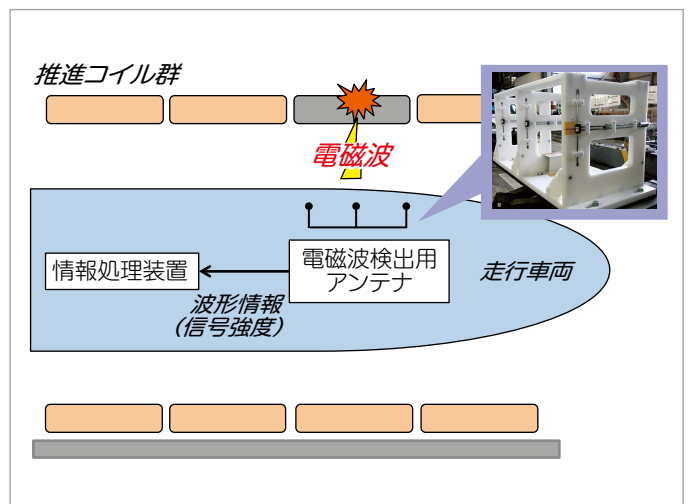 推進コイル群
電磁波
電磁波検出用
アンテナ
情報処理装置
走行車両
波形情報
(信号強度)